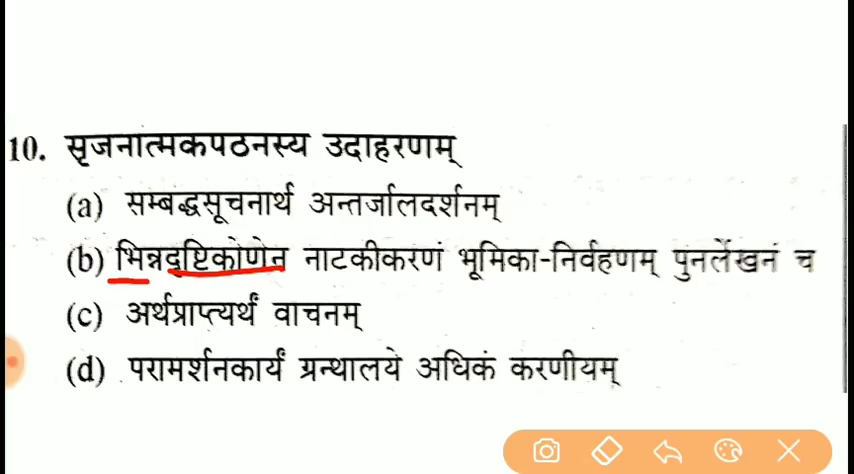 10. सृजनात्मकपठनस्य उदाहरणम्
(a) सम्बद्धसूचनार्थ अन्तर्जालदर्शनम्
(b) भिन्नदृष्टिकोणेन नाटकीकरणं भूमिका-निर्वहणम् पुनर्लेखनं च
(c) अर्थप्राप्त्यर्थं वाचनम्
(d) परामर्शनकार्यं ग्रन्थालये अधिकं करणीयम्